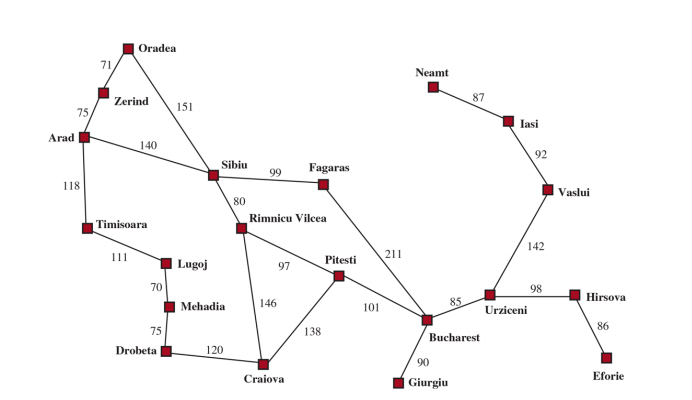 Oradea
71
Neamt
Zerind
87
151
75
Iasi
Arad
140
92
Sibiu
Fagaras
99
118
80
Vaslui
Timisoara
Rimnicu Vilcea
142
111
211
Lugoj
97
Pitesti
70
98
Hirsova
146
101
85
Mehadia
Urziceni
75
138
86
Bucharest
120
Drobeta
90
Craiova
Giurgiu
Eforie